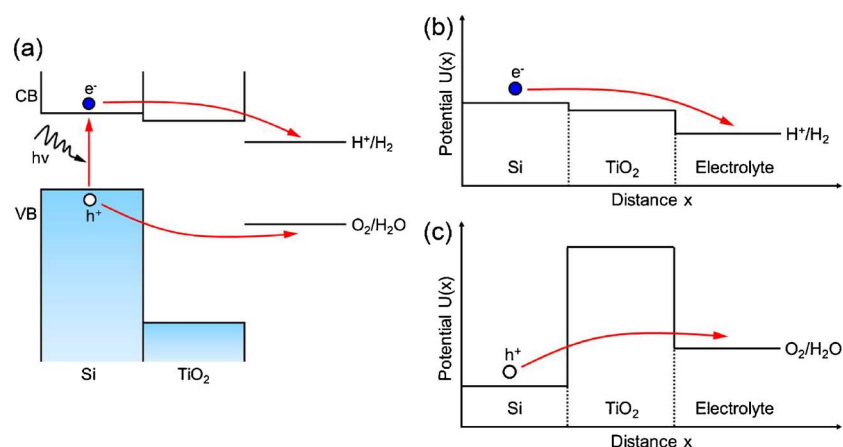 (a)
CB
e-
hv
H+/H2
VB
h+
O2/H2O
Si
TiO2
(b)
Potential U(x)
e-
H+/H2
Si
TiO2
Electrolyte
Distance x
(c)
Potential U(x)
h+
O2/H2O
Si
TiO2
Electrolyte
Distance x